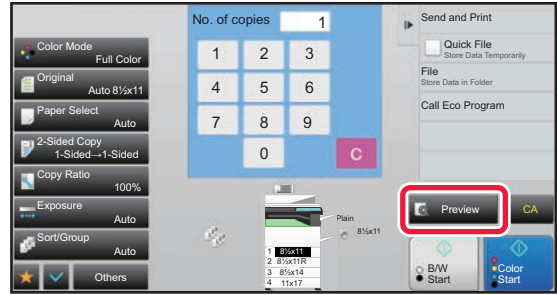 No. of copies 1
Color Mode
Full Color
Original
Auto 8½x11
Paper Select
Auto
2-Sided Copy
1-Sided→1-Sided
Copy Ratio
100%
Exposure
Auto
Sort/Group
Auto
Others
1 2 3
4 5 6
7 8 9
0 C
Plain
8½x11
1 8½x11
2 8½x11R
3 8½x14
4 11x17
Send and Print
Quick File
Store Data Temporarily
File
Store Data in Folder
Call Eco Program
Preview
CA
B/W
Start
Color
Start